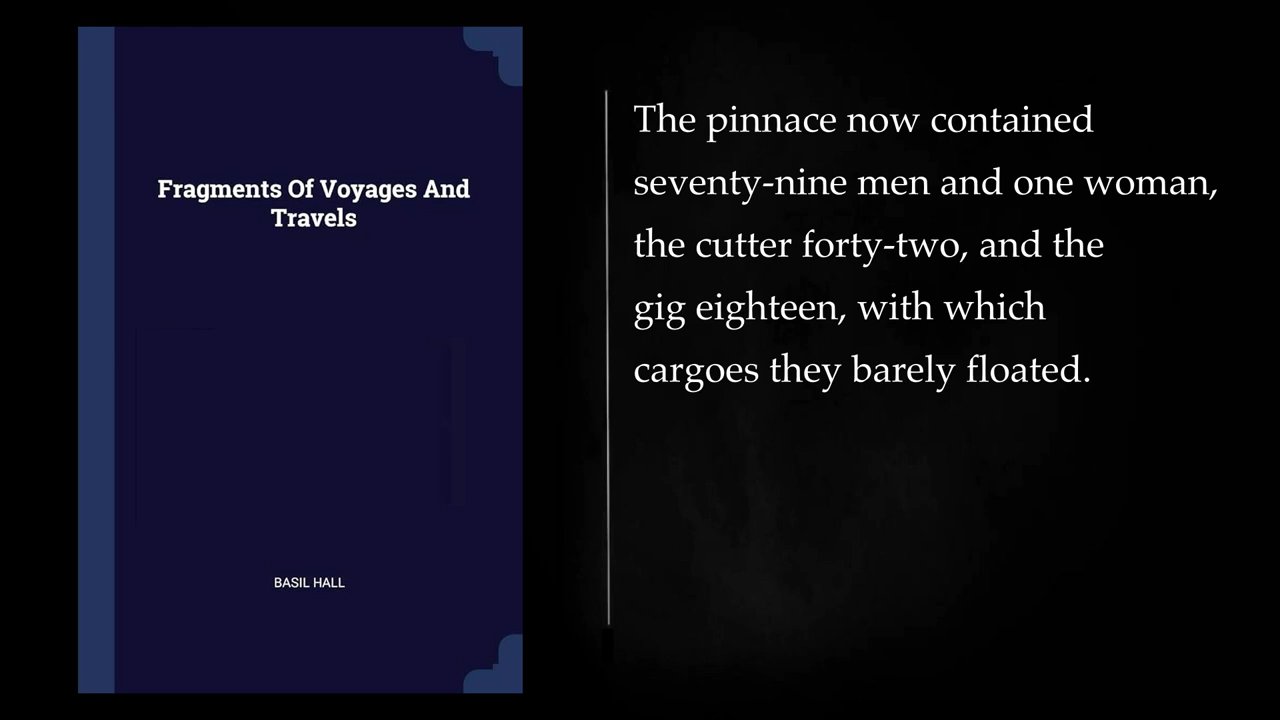 Fragments Of Voyages And
Travels
BASIL HALL
The pinnace now contained
seventy-nine men and one woman,
the cutter forty-two, and the
gig eighteen, with which
cargoes they barely floated.